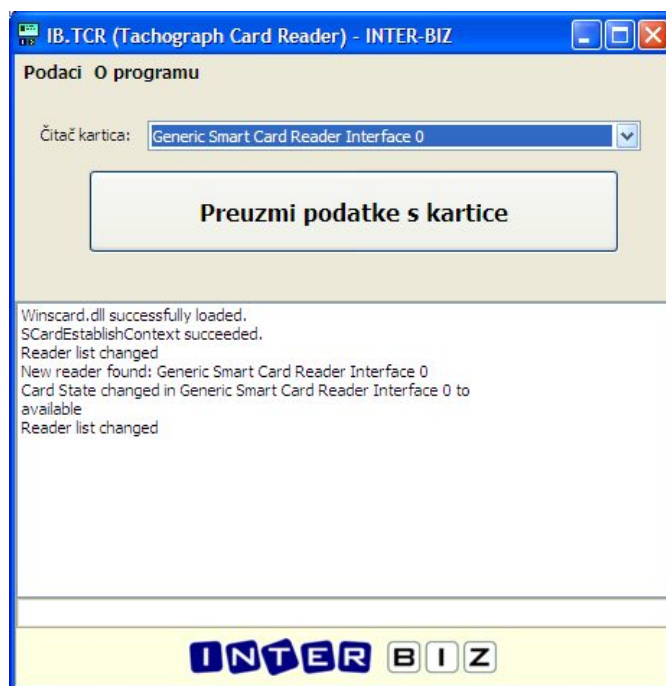 IB.TCR (Tachograph Card Reader) - INTER-BIZ
Podaci O programu
Čitač kartica: Generic Smart Card Reader Interface 0
Preuzmi podatke s kartice
Winscard.dll successfully loaded.
SCardEstablishContext succeeded.
Reader list changed
New reader found: Generic Smart Card Reader Interface 0
Card State changed in Generic Smart Card Reader Interface 0 to
available
Reader list changed
INTER BIZ